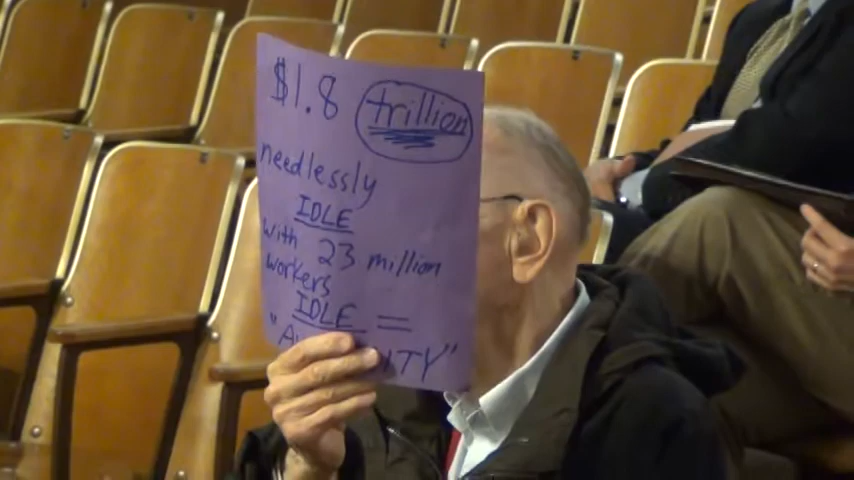 $1.8 trillion
needlessly
IDLE
with 23 million
workers
IDLE =